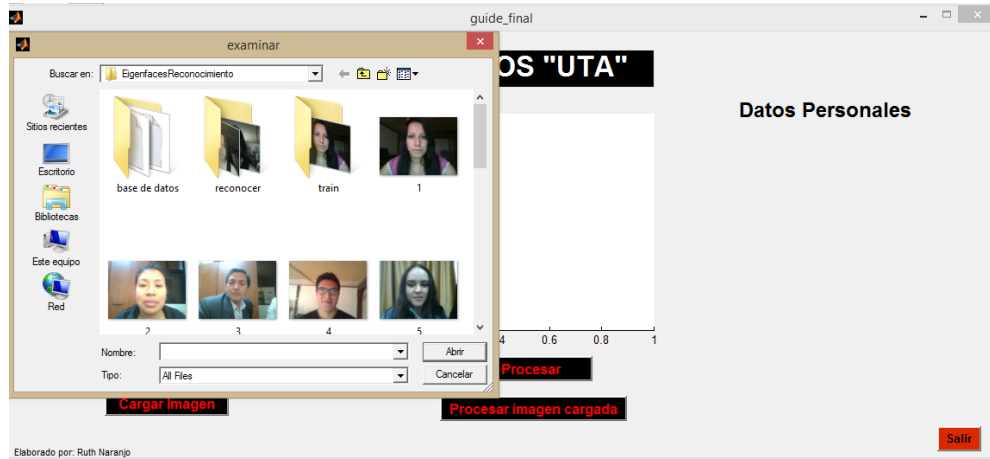 guide_final
examinar
Buscar en: EigenfacesReconocimiento
OS "UTA"
Datos Personales
Sitios recientes
Escritorio
Bibliotecas
Este equipo
Red
base de datos
reconocer
train
1
2
3
4
5
Nombre:
Abrir
Tipo: All Files
Cancelar
4 0.6 0.8 1
Procesar
Cargar Imagen
Procesar imagen cargada
Salir
Elaborado por: Ruth Naranjo